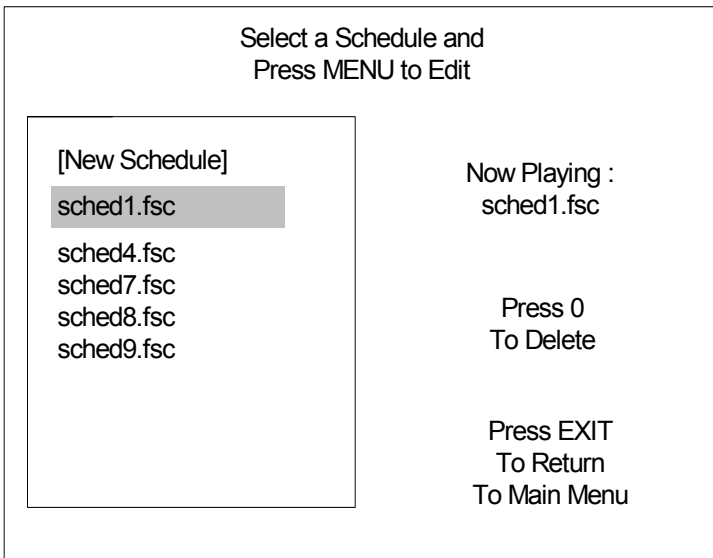 Select a Schedule and
Press MENU to Edit
[New Schedule]
sched1.fsc
sched4.fsc
sched7.fsc
sched8.fsc
sched9.fsc
Now Playing :
sched1.fsc
Press 0
To Delete
Press EXIT
To Return
To Main Menu